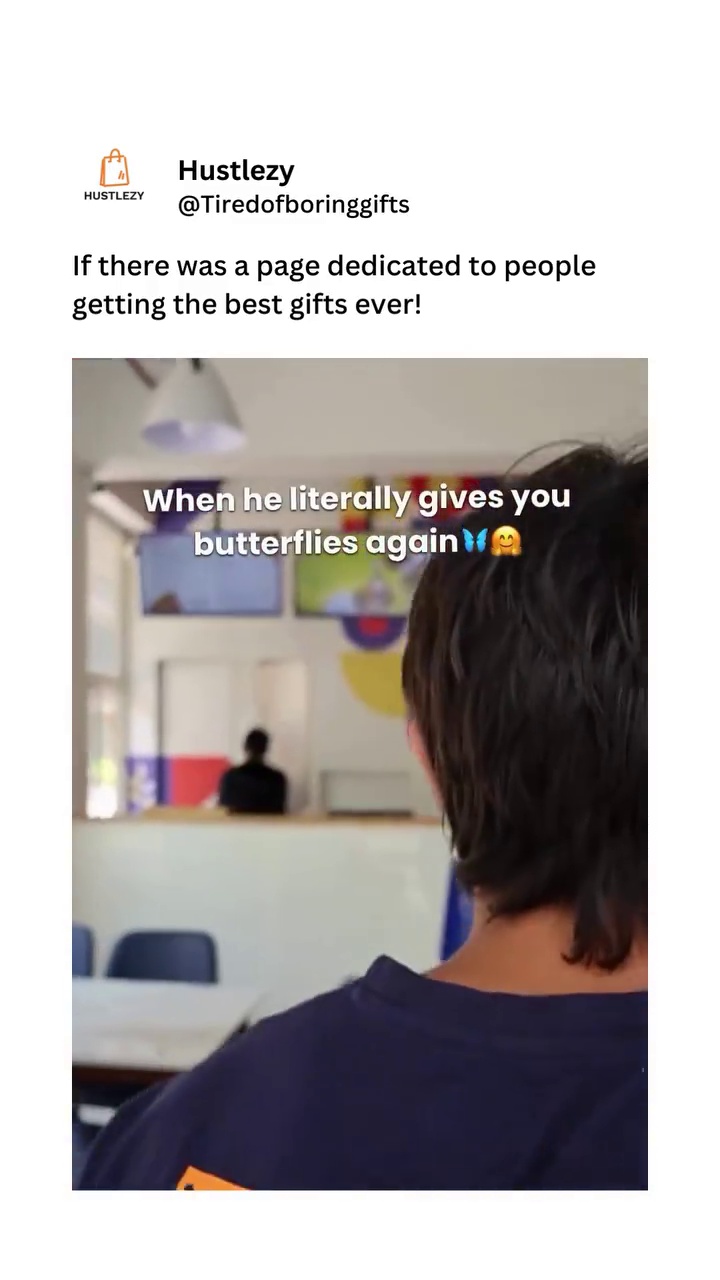 HUSTLEZY
Hustlezy
@Tiredofboringgifts
If there was a page dedicated to people
getting the best gifts ever!
When he literally gives you
butterflies again🦋🤗